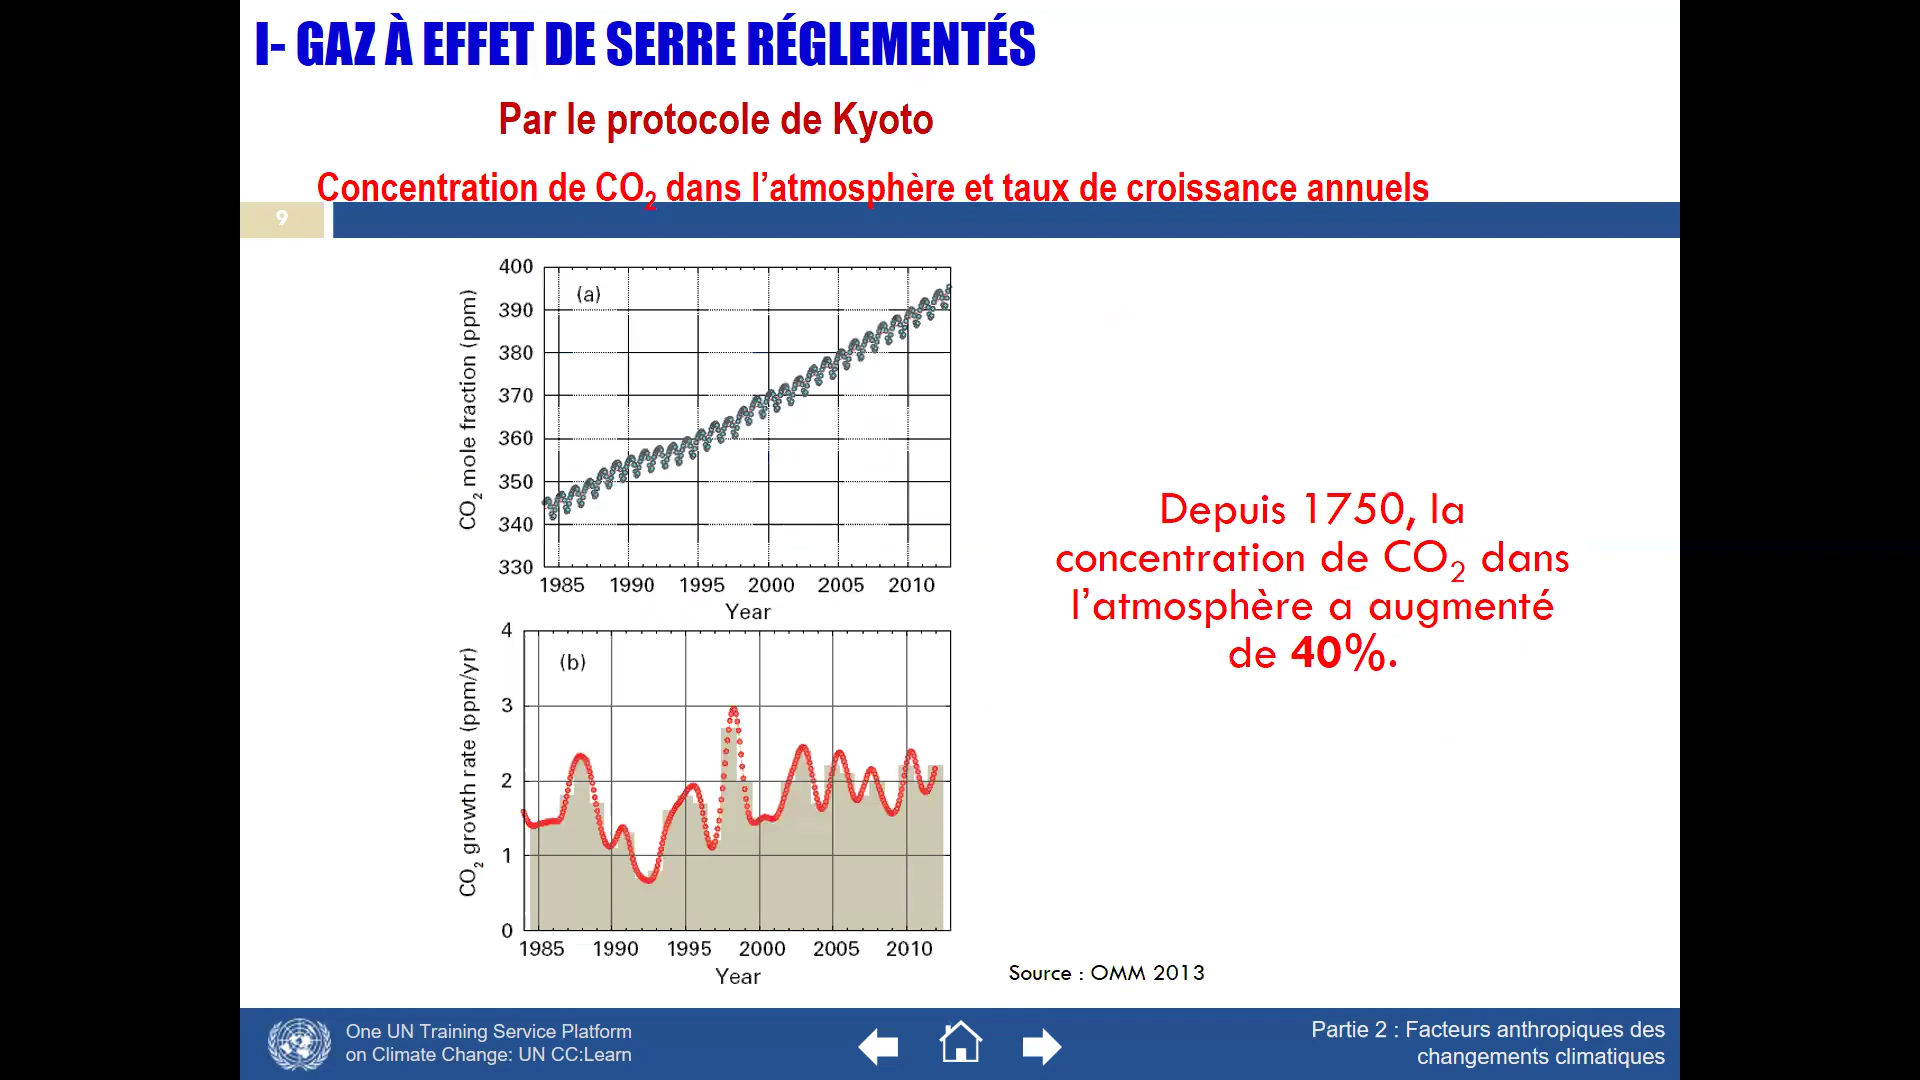 I- GAZ À EFFET DE SERRE RÉGLEMENTÉS
Par le protocole de Kyoto
Concentration de CO2 dans l’atmosphère et taux de croissance annuels
9
400
390
380
370
360
350
340
330
(a)
CO2 mole fraction (ppm)
1985 1990 1995 2000 2005 2010
Year
4
3
2
1
0
(b)
CO2 growth rate (ppm/yr)
1985 1990 1995 2000 2005 2010
Year
Depuis 1750, la
concentration de CO2 dans
l’atmosphère a augmenté
de 40%.
Source : OMM 2013
One UN Training Service Platform
on Climate Change: UN CC:Learn
Partie 2 : Facteurs anthropiques des
changements climatiques